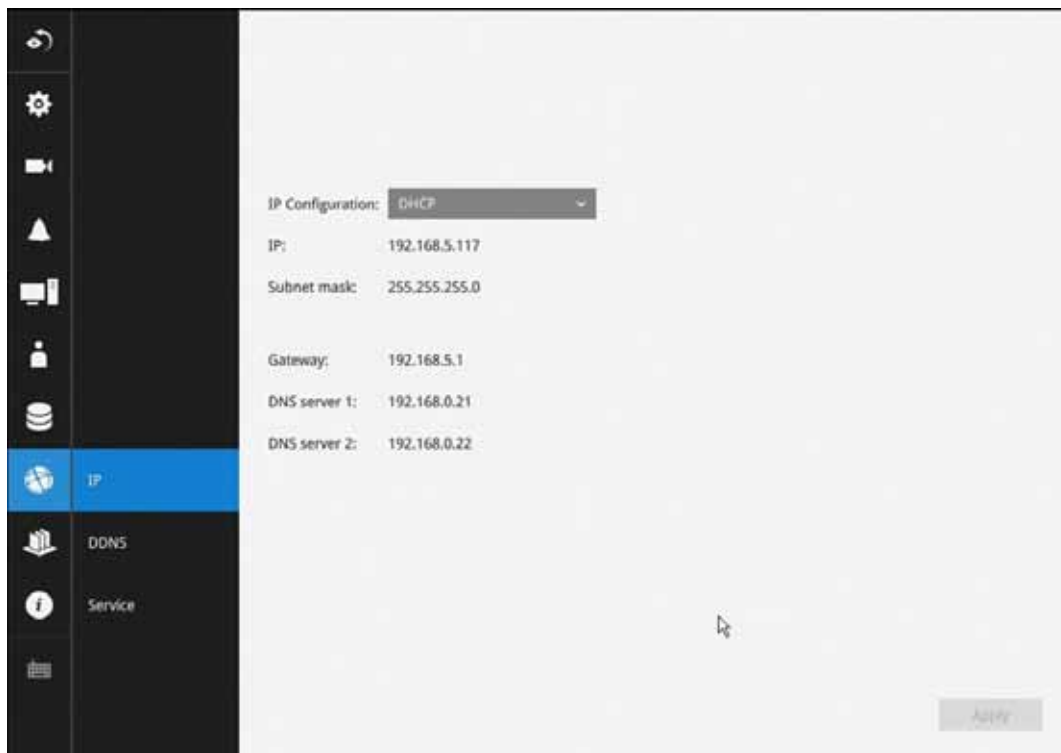 IP Configuration: DHCP
IP: 192.168.5.117
Subnet mask: 255.255.255.0
Gateway: 192.168.5.1
DNS server 1: 192.168.0.21
DNS server 2: 192.168.0.22
IP
DDNS
Service
Apply